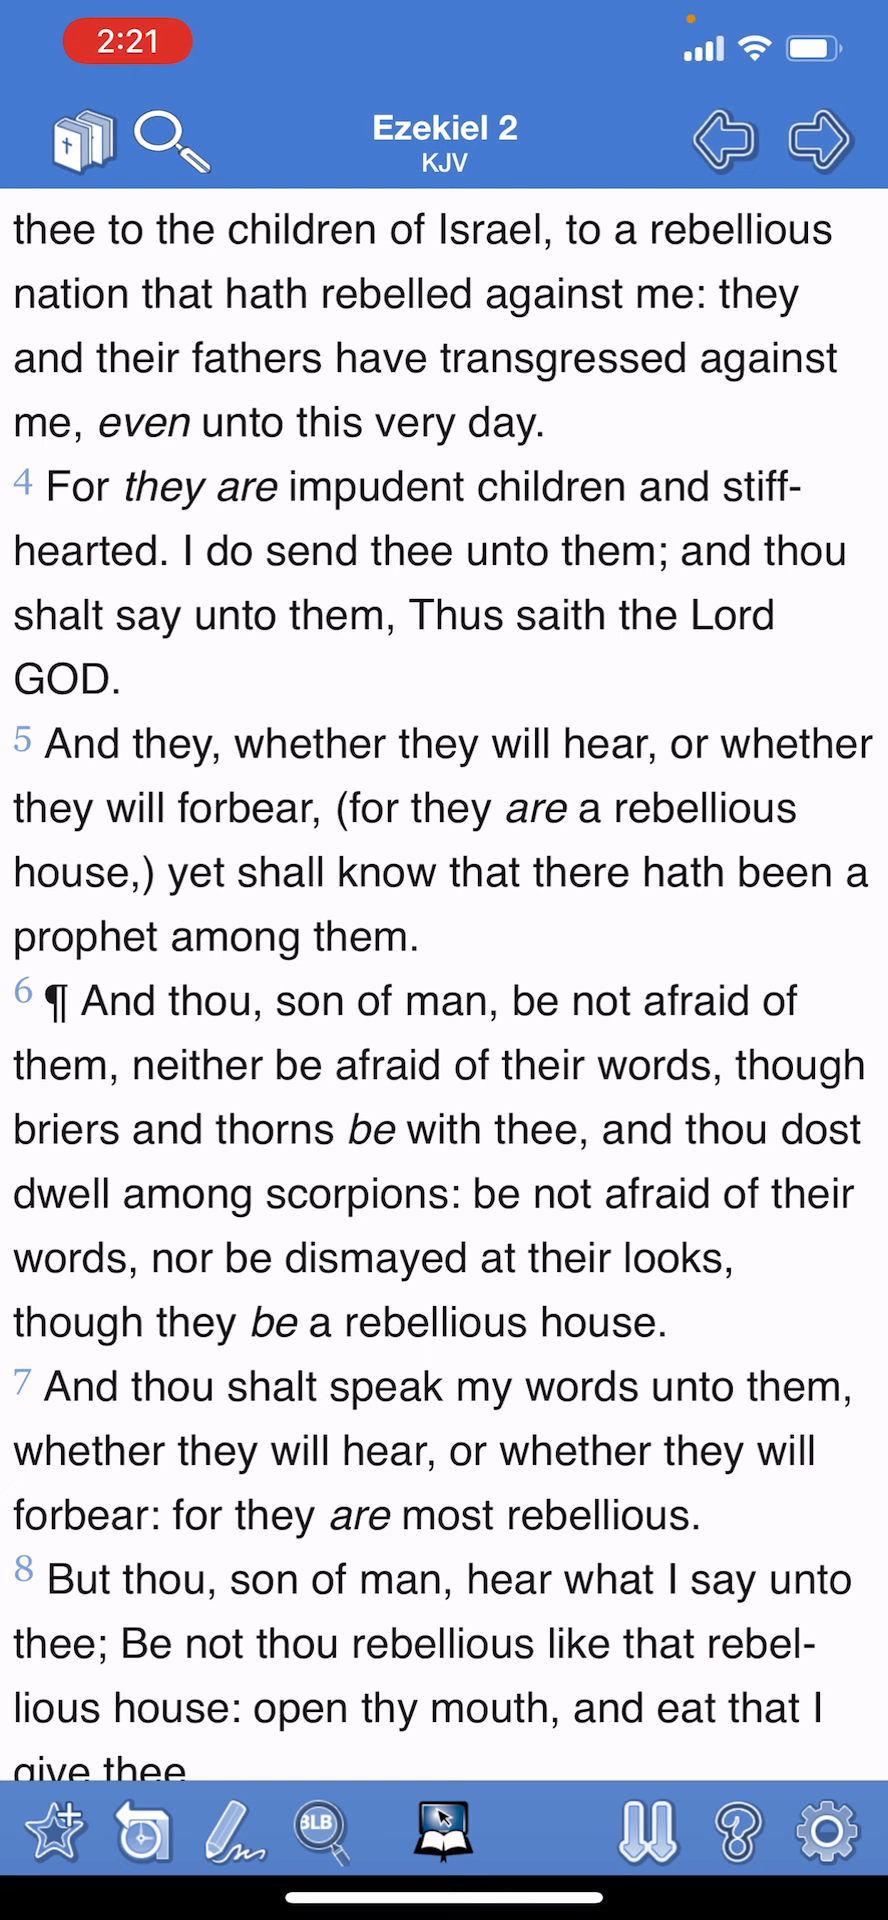 2:21
Ezekiel 2
KJV
thee to the children of Israel, to a rebellious
nation that hath rebelled against me: they
and their fathers have transgressed against
me, even unto this very day.
4 For they are impudent children and stiff-
hearted. I do send thee unto them; and thou
shalt say unto them, Thus saith the Lord
GOD.
5 And they, whether they will hear, or whether
they will forbear, (for they are a rebellious
house,) yet shall know that there hath been a
prophet among them.
6 ¶ And thou, son of man, be not afraid of
them, neither be afraid of their words, though
briers and thorns be with thee, and thou dost
dwell among scorpions: be not afraid of their
words, nor be dismayed at their looks,
though they be a rebellious house.
7 And thou shalt speak my words unto them,
whether they will hear, or whether they will
forbear: for they are most rebellious.
8 But thou, son of man, hear what I say unto
thee; Be not thou rebellious like that rebel-
lious house: open thy mouth, and eat that I
give thee
BLB